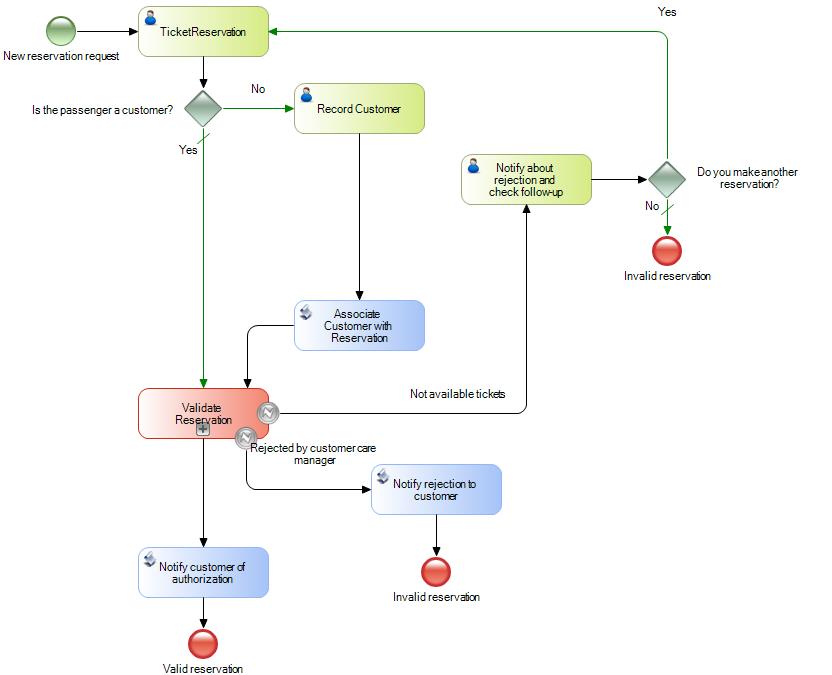 Yes
TicketReservation
New reservation request
Is the passenger a customer?
No
Record Customer
Yes
Notify about
rejection and
check follow-up
Do you make another
reservation?
No
Invalid reservation
Associate
Customer with
Reservation
Not available tickets
Validate
Reservation
Rejected by customer care
manager
Notify rejection to
customer
Notify customer of
authorization
Invalid reservation
Valid reservation